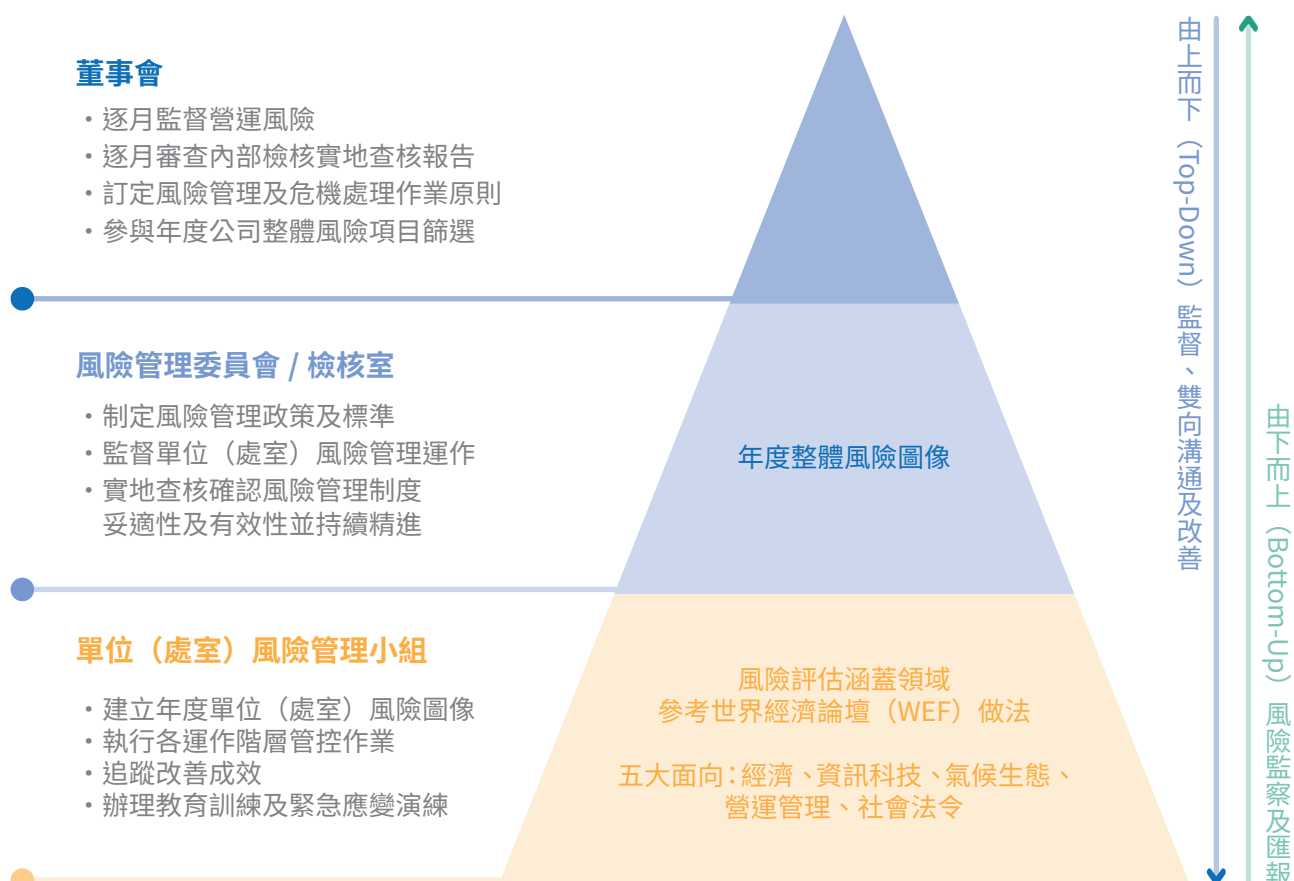 董事會
・逐月監督營運風險
・逐月審查內部檢核實地查核報告
・訂定風險管理及危機處理作業原則
・參與年度公司整體風險項目篩選
風險管理委員會 / 檢核室
・制定風險管理政策及標準
・監督單位（處室）風險管理運作
・實地查核確認風險管理制度
妥適性及有效性並持續精進
年度整體風險圖像
單位（處室）風險管理小組
・建立年度單位（處室）風險圖像
・執行各運作階層管控作業
・追蹤改善成效
・辦理教育訓練及緊急應變演練
風險評估涵蓋領域
參考世界經濟論壇（WEF）做法
五大面向：經濟、資訊科技、氣候生態、
營運管理、社會法令
由上而下（Top-Down）監督、雙向溝通及改善
由下而上（Bottom-Up）風險監察及匯報